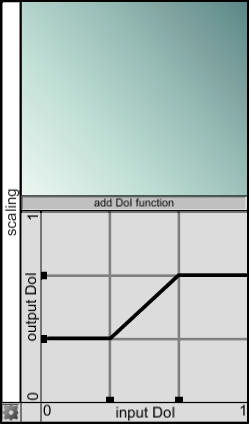 scaling
add DoI function
1
output DoI
0
0 input DoI 1